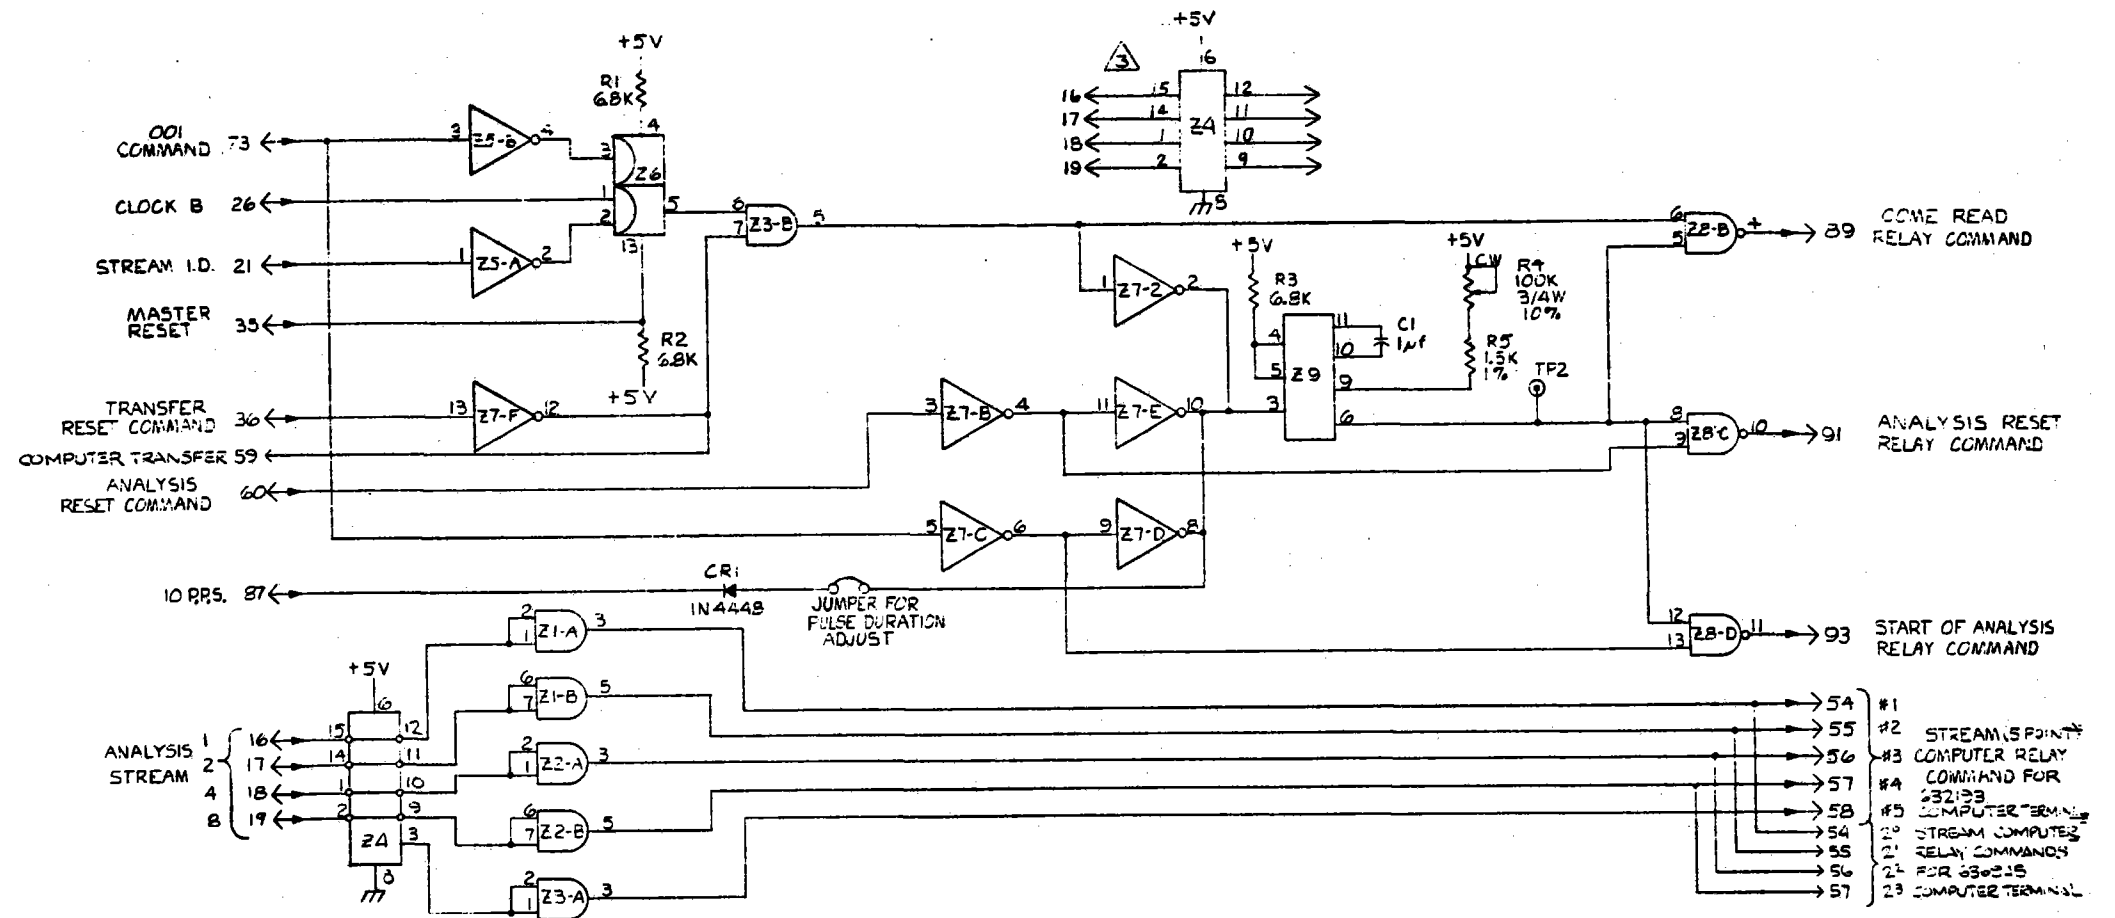 +5V
R1
6.8K
001
COMMAND 73
3 Z5-B 4
4
3
Z6
CLOCK B 26
1
2
5
13
STREAM I.D. 21
1 Z5-A 2
6
7
Z3-B
5
MASTER
RESET 35
R2
6.8K
+5V
TRANSFER
RESET COMMAND 36
13 Z7-F 12
COMPUTER TRANSFER 59
ANALYSIS
RESET COMMAND 60
10 P.P.S. 87
CR1
1N4448
JUMPER FOR
PULSE DURATION
ADJUST
3
+5V
6
16 15 12
17 14 Z4 11
18 1 10
19 2 9
8
1 Z7-2 2
3 Z7-B 4
11 Z7-E 10
5 Z7-C 6
9 Z7-D 8
+5V
R3
6.8K
4
5
3
Z9
11
10
9
6
C1
1µf
+5V
CW
R4
100K
3/4W
10%
R5
1.5K
1%
TP2
6
5
Z8-B
89
COME READ
RELAY COMMAND
8
9
Z8-C
10
91
ANALYSIS RESET
RELAY COMMAND
12
13
Z8-D
11
93
START OF ANALYSIS
RELAY COMMAND
+5V
6
ANALYSIS
STREAM
1 16 15 12
2 17 14 11
4 18 1 10
8 19 2 9
Z4 3
8
2
1
Z1-A
3
6
7
Z1-B
5
2
1
Z2-A
3
6
7
Z2-B
5
2
1
Z3-A
3
54 #1
55 #2 STREAM (5 POINT)
56 #3 COMPUTER RELAY
57 #4 COMMAND FOR
58 #5 COMPUTER
54 2⁰ STREAM COMPUTER
55 2¹ RELAY COMMANDS
56 2² FOR
57 2³ COMPUTER TERMINAL